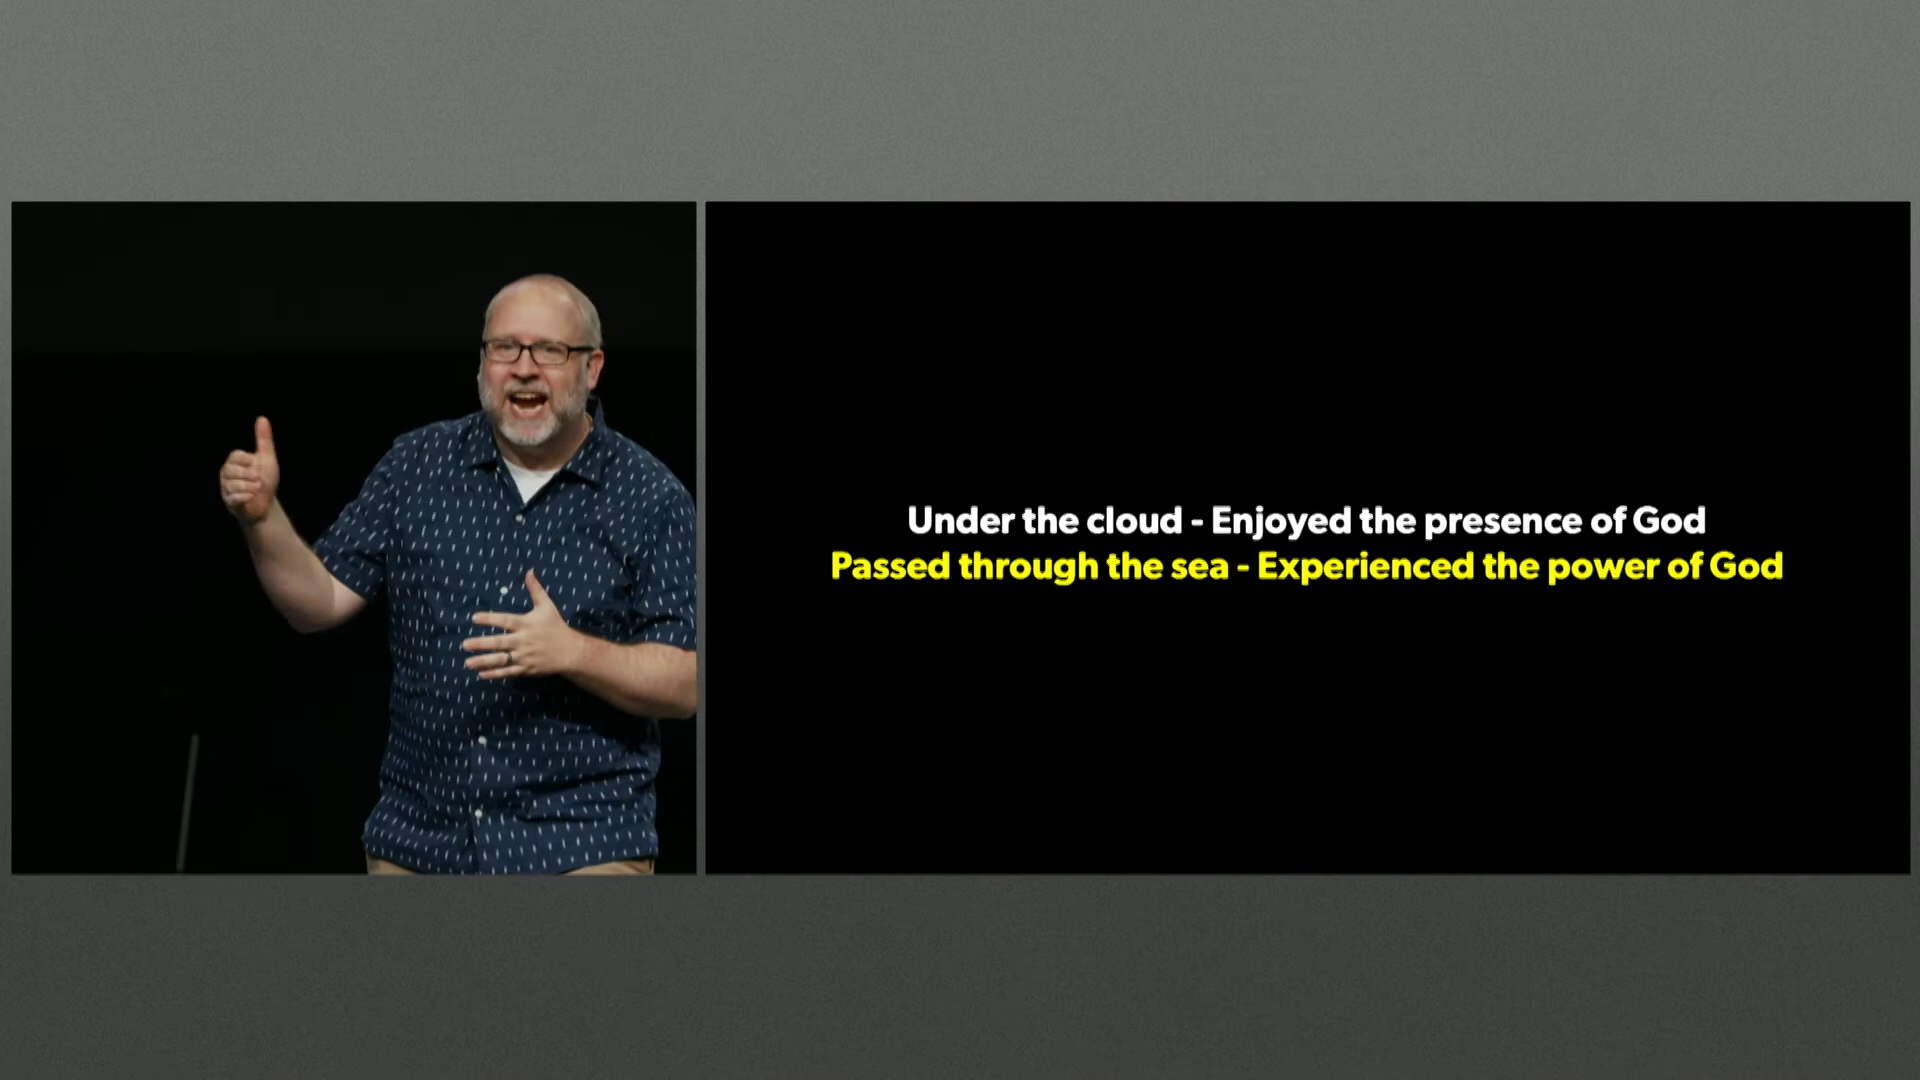 Under the cloud - Enjoyed the presence of God
Passed through the sea - Experienced the power of God